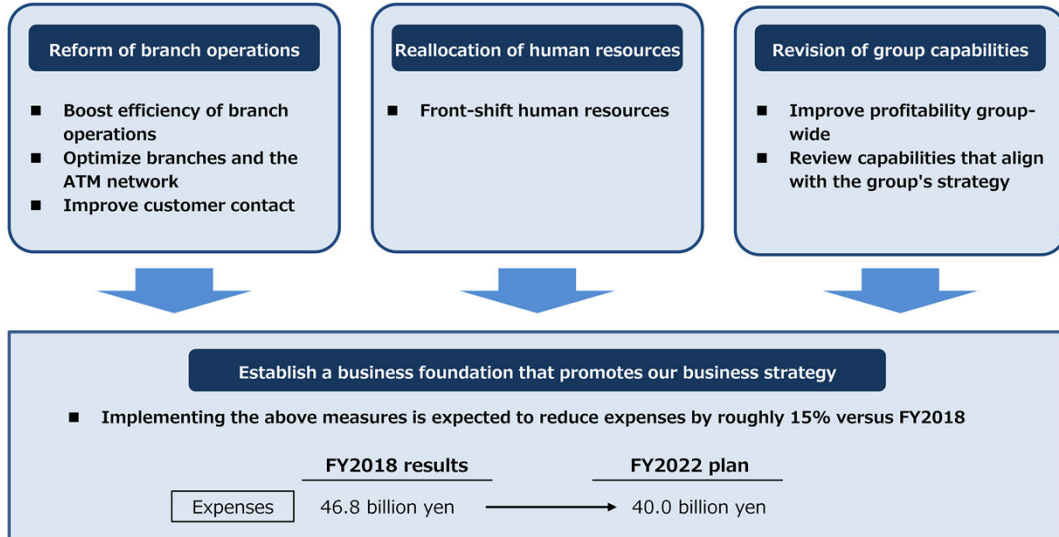 Reform of branch operations
■ Boost efficiency of branch
operations
■ Optimize branches and the
ATM network
■ Improve customer contact
Reallocation of human resources
■ Front-shift human resources
Revision of group capabilities
■ Improve profitability group-
wide
■ Review capabilities that align
with the group's strategy
Establish a business foundation that promotes our business strategy
■ Implementing the above measures is expected to reduce expenses by roughly 15% versus FY2018
FY2018 results FY2022 plan
Expenses 46.8 billion yen 40.0 billion yen